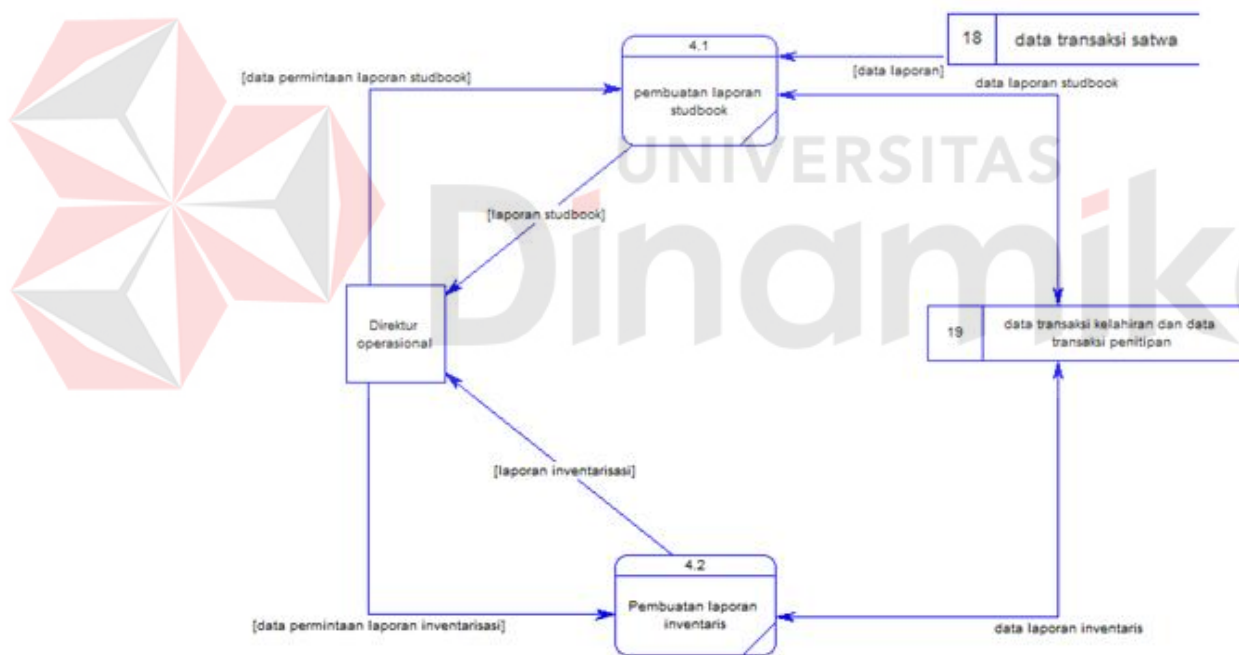 4.1
18
data transaksi satwa
[data laporan]
[data permintaan laporan studbook]
data laporan studbook
pembuatan laporan
studbook
UNIVERSITAS
Dinamika
[laporan studbook]
Direktur
operasional
19
data transaksi kelahiran dan data
transaksi penitipan
[laporan inventarisasi]
4.2
Pembuatan laporan
inventaris
[data permintaan laporan inventarisasi]
data laporan inventaris